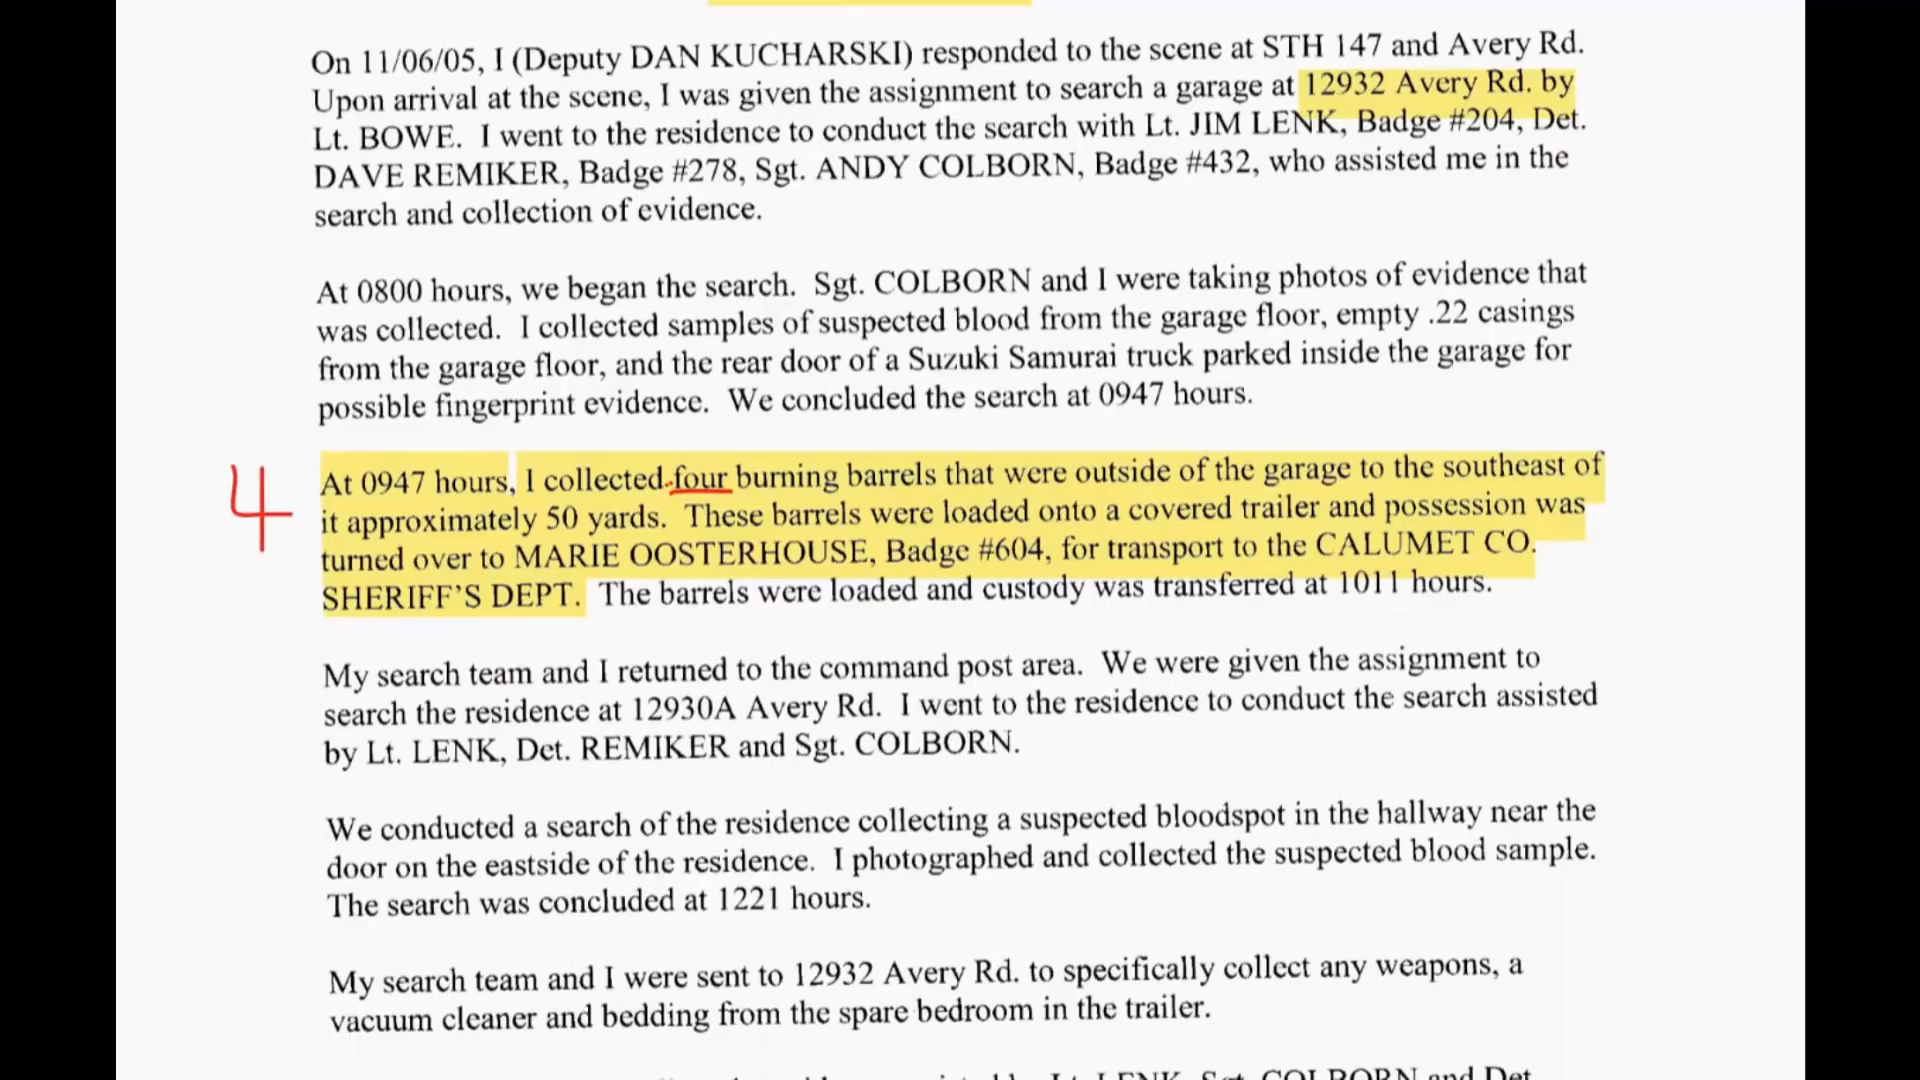 On 11/06/05, I (Deputy DAN KUCHARSKI) responded to the scene at STH 147 and Avery Rd.
Upon arrival at the scene, I was given the assignment to search a garage at 12932 Avery Rd. by
Lt. BOWE. I went to the residence to conduct the search with Lt. JIM LENK, Badge #204, Det.
DAVE REMIKER, Badge #278, Sgt. ANDY COLBORN, Badge #432, who assisted me in the
search and collection of evidence.
At 0800 hours, we began the search. Sgt. COLBORN and I were taking photos of evidence that
was collected. I collected samples of suspected blood from the garage floor, empty .22 casings
from the garage floor, and the rear door of a Suzuki Samurai truck parked inside the garage for
possible fingerprint evidence. We concluded the search at 0947 hours.
4
At 0947 hours, I collected four burning barrels that were outside of the garage to the southeast of
it approximately 50 yards. These barrels were loaded onto a covered trailer and possession was
turned over to MARIE OOSTERHOUSE, Badge #604, for transport to the CALUMET CO.
SHERIFF'S DEPT. The barrels were loaded and custody was transferred at 1011 hours.
My search team and I returned to the command post area. We were given the assignment to
search the residence at 12930A Avery Rd. I went to the residence to conduct the search assisted
by Lt. LENK, Det. REMIKER and Sgt. COLBORN.
We conducted a search of the residence collecting a suspected bloodspot in the hallway near the
door on the eastside of the residence. I photographed and collected the suspected blood sample.
The search was concluded at 1221 hours.
My search team and I were sent to 12932 Avery Rd. to specifically collect any weapons, a
vacuum cleaner and bedding from the spare bedroom in the trailer.
Lt. LENK, Sgt. COLBORN and Det.